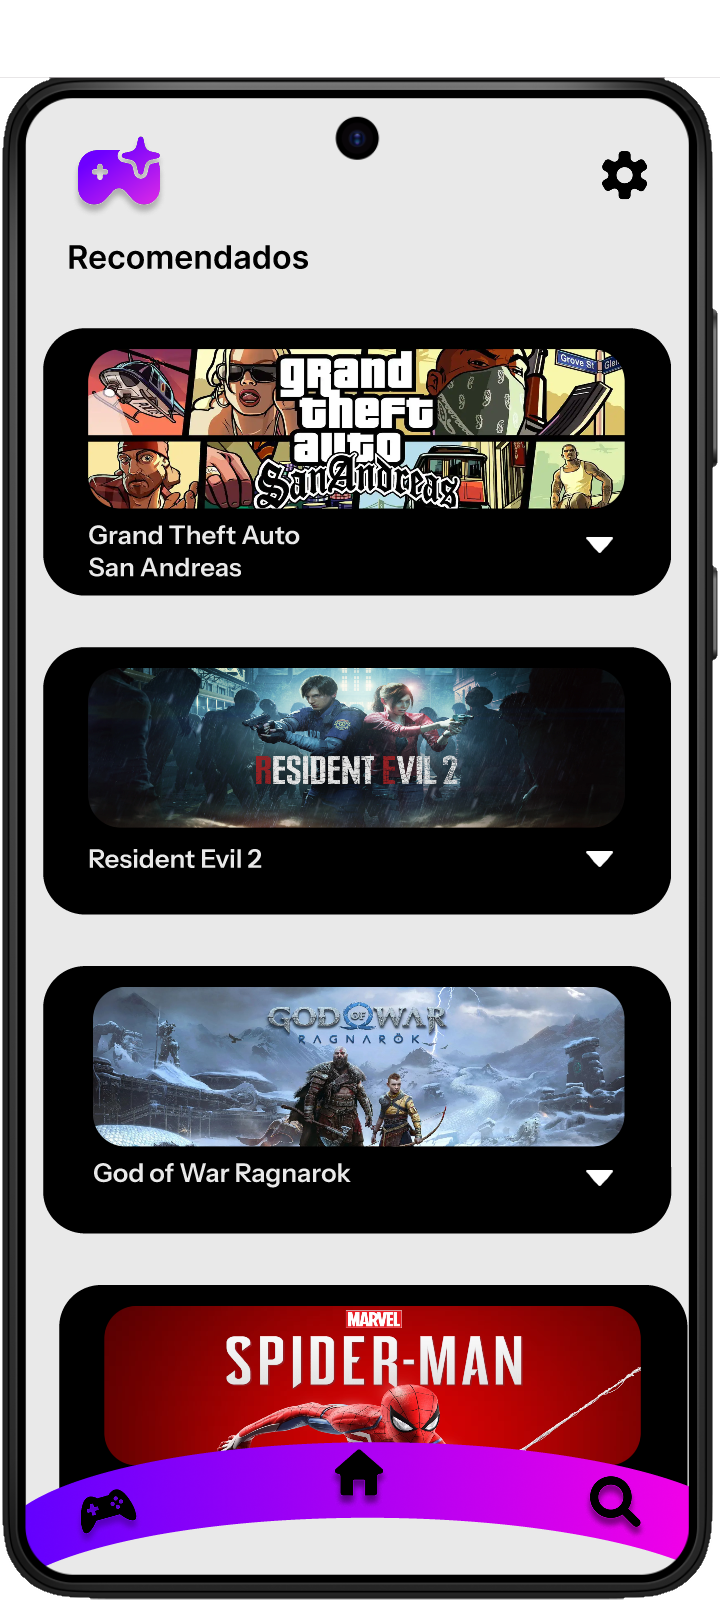 Recomendados
grand
theft
auto
San Andreas
Grove St
Grand Theft Auto
San Andreas
RESIDENT EVIL 2
Resident Evil 2
GOD OF WAR
RAGNARÖK
God of War Ragnarok
MARVEL
SPIDER-MAN